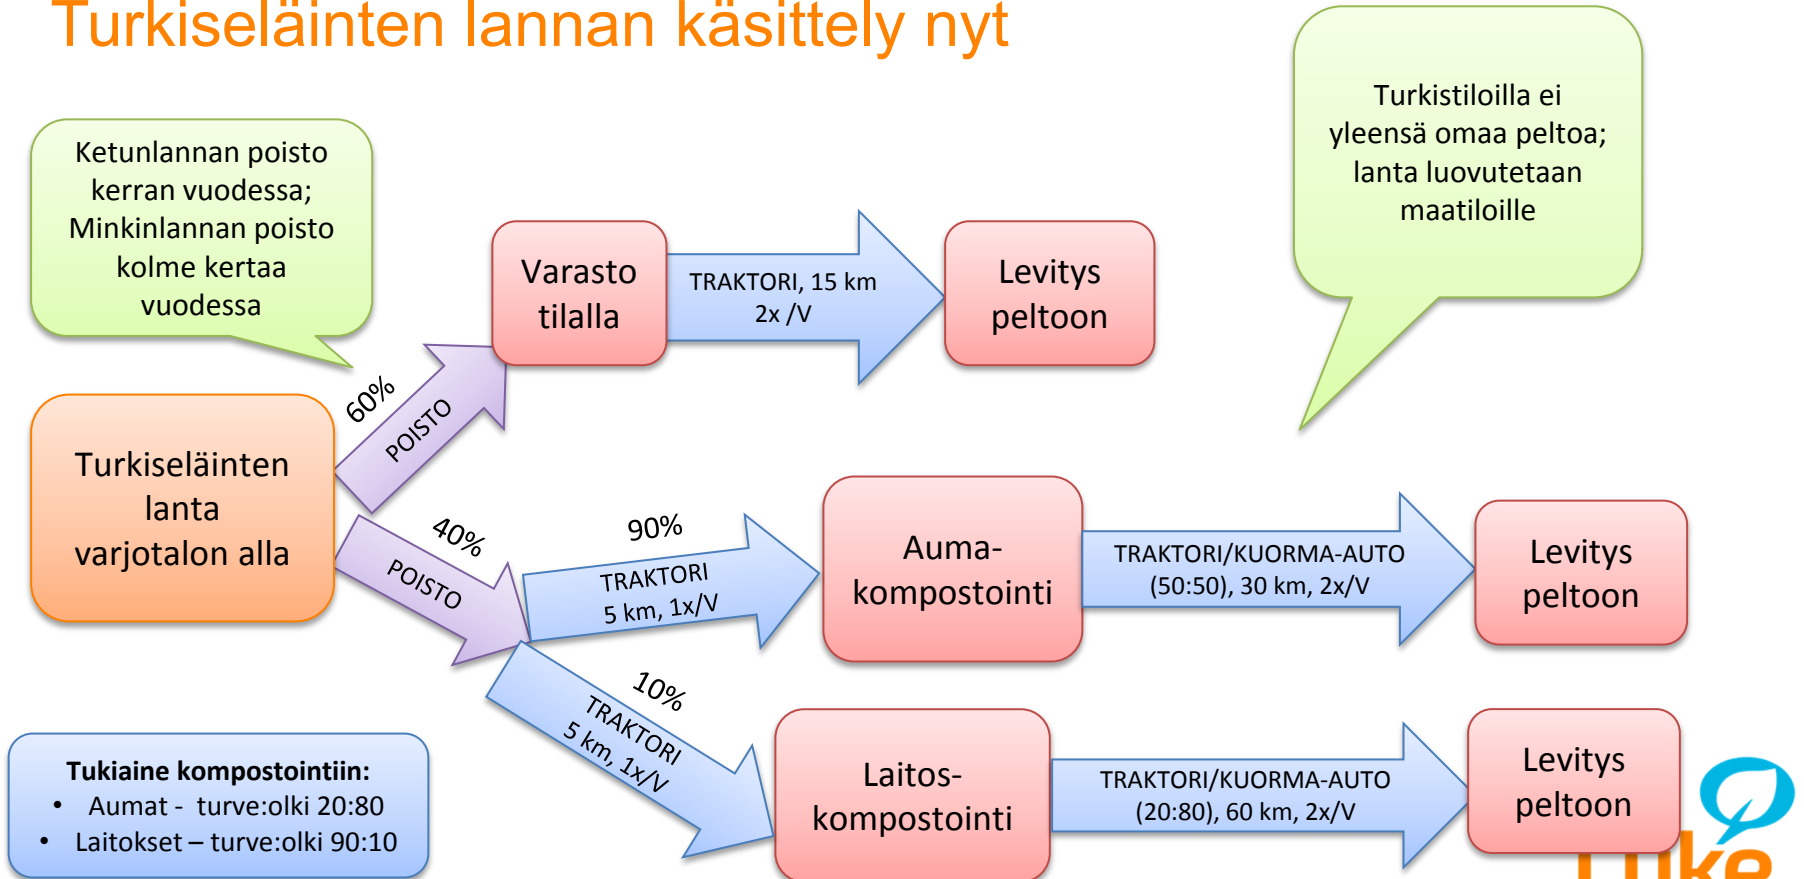 Turkiseläinten lannan käsittely nyt
Ketunlannan poisto
kerran vuodessa;
Minkinlannan poisto
kolme kertaa
vuodessa
Turkistiloilla ei
yleensä omaa peltoa;
lanta luovutetaan
maatiloille
Varasto
tilalla
TRAKTORI, 15 km
2x /V
Levitys
peltoon
60%
POISTO
Turkiseläinten
lanta
varjotalon alla
40%
POISTO
90%
TRAKTORI
5 km, 1x/V
Auma-
kompostointi
TRAKTORI/KUORMA-AUTO
(50:50), 30 km, 2x/V
Levitys
peltoon
10%
TRAKTORI
5 km, 1x/V
Laitos-
kompostointi
TRAKTORI/KUORMA-AUTO
(20:80), 60 km, 2x/V
Levitys
peltoon
Tukiaine kompostointiin:
• Aumat - turve:olki 20:80
• Laitokset – turve:olki 90:10
Luke